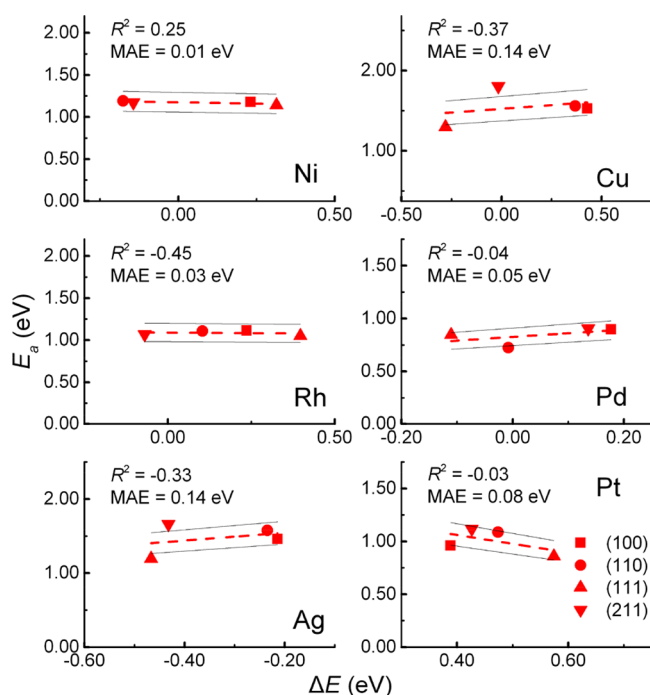 R² = 0.25
MAE = 0.01 eV
2.00
1.50
1.00
0.50
0.00
0.00
0.50
Ni
R² = -0.37
MAE = 0.14 eV
2.00
1.00
0.00
-0.50
0.00
0.50
Cu
R² = -0.45
MAE = 0.03 eV
2.00
1.50
1.00
0.50
0.00
0.00
0.50
Rh
R² = -0.04
MAE = 0.05 eV
1.50
1.00
0.50
0.00
-0.20
0.00
0.20
Pd
Eₐ (eV)
R² = -0.33
MAE = 0.14 eV
2.00
1.00
0.00
-0.60
-0.40
-0.20
Ag
R² = -0.03
MAE = 0.08 eV
1.50
1.00
0.50
0.00
0.40
0.60
Pt
(100)
(110)
(111)
(211)
ΔE (eV)